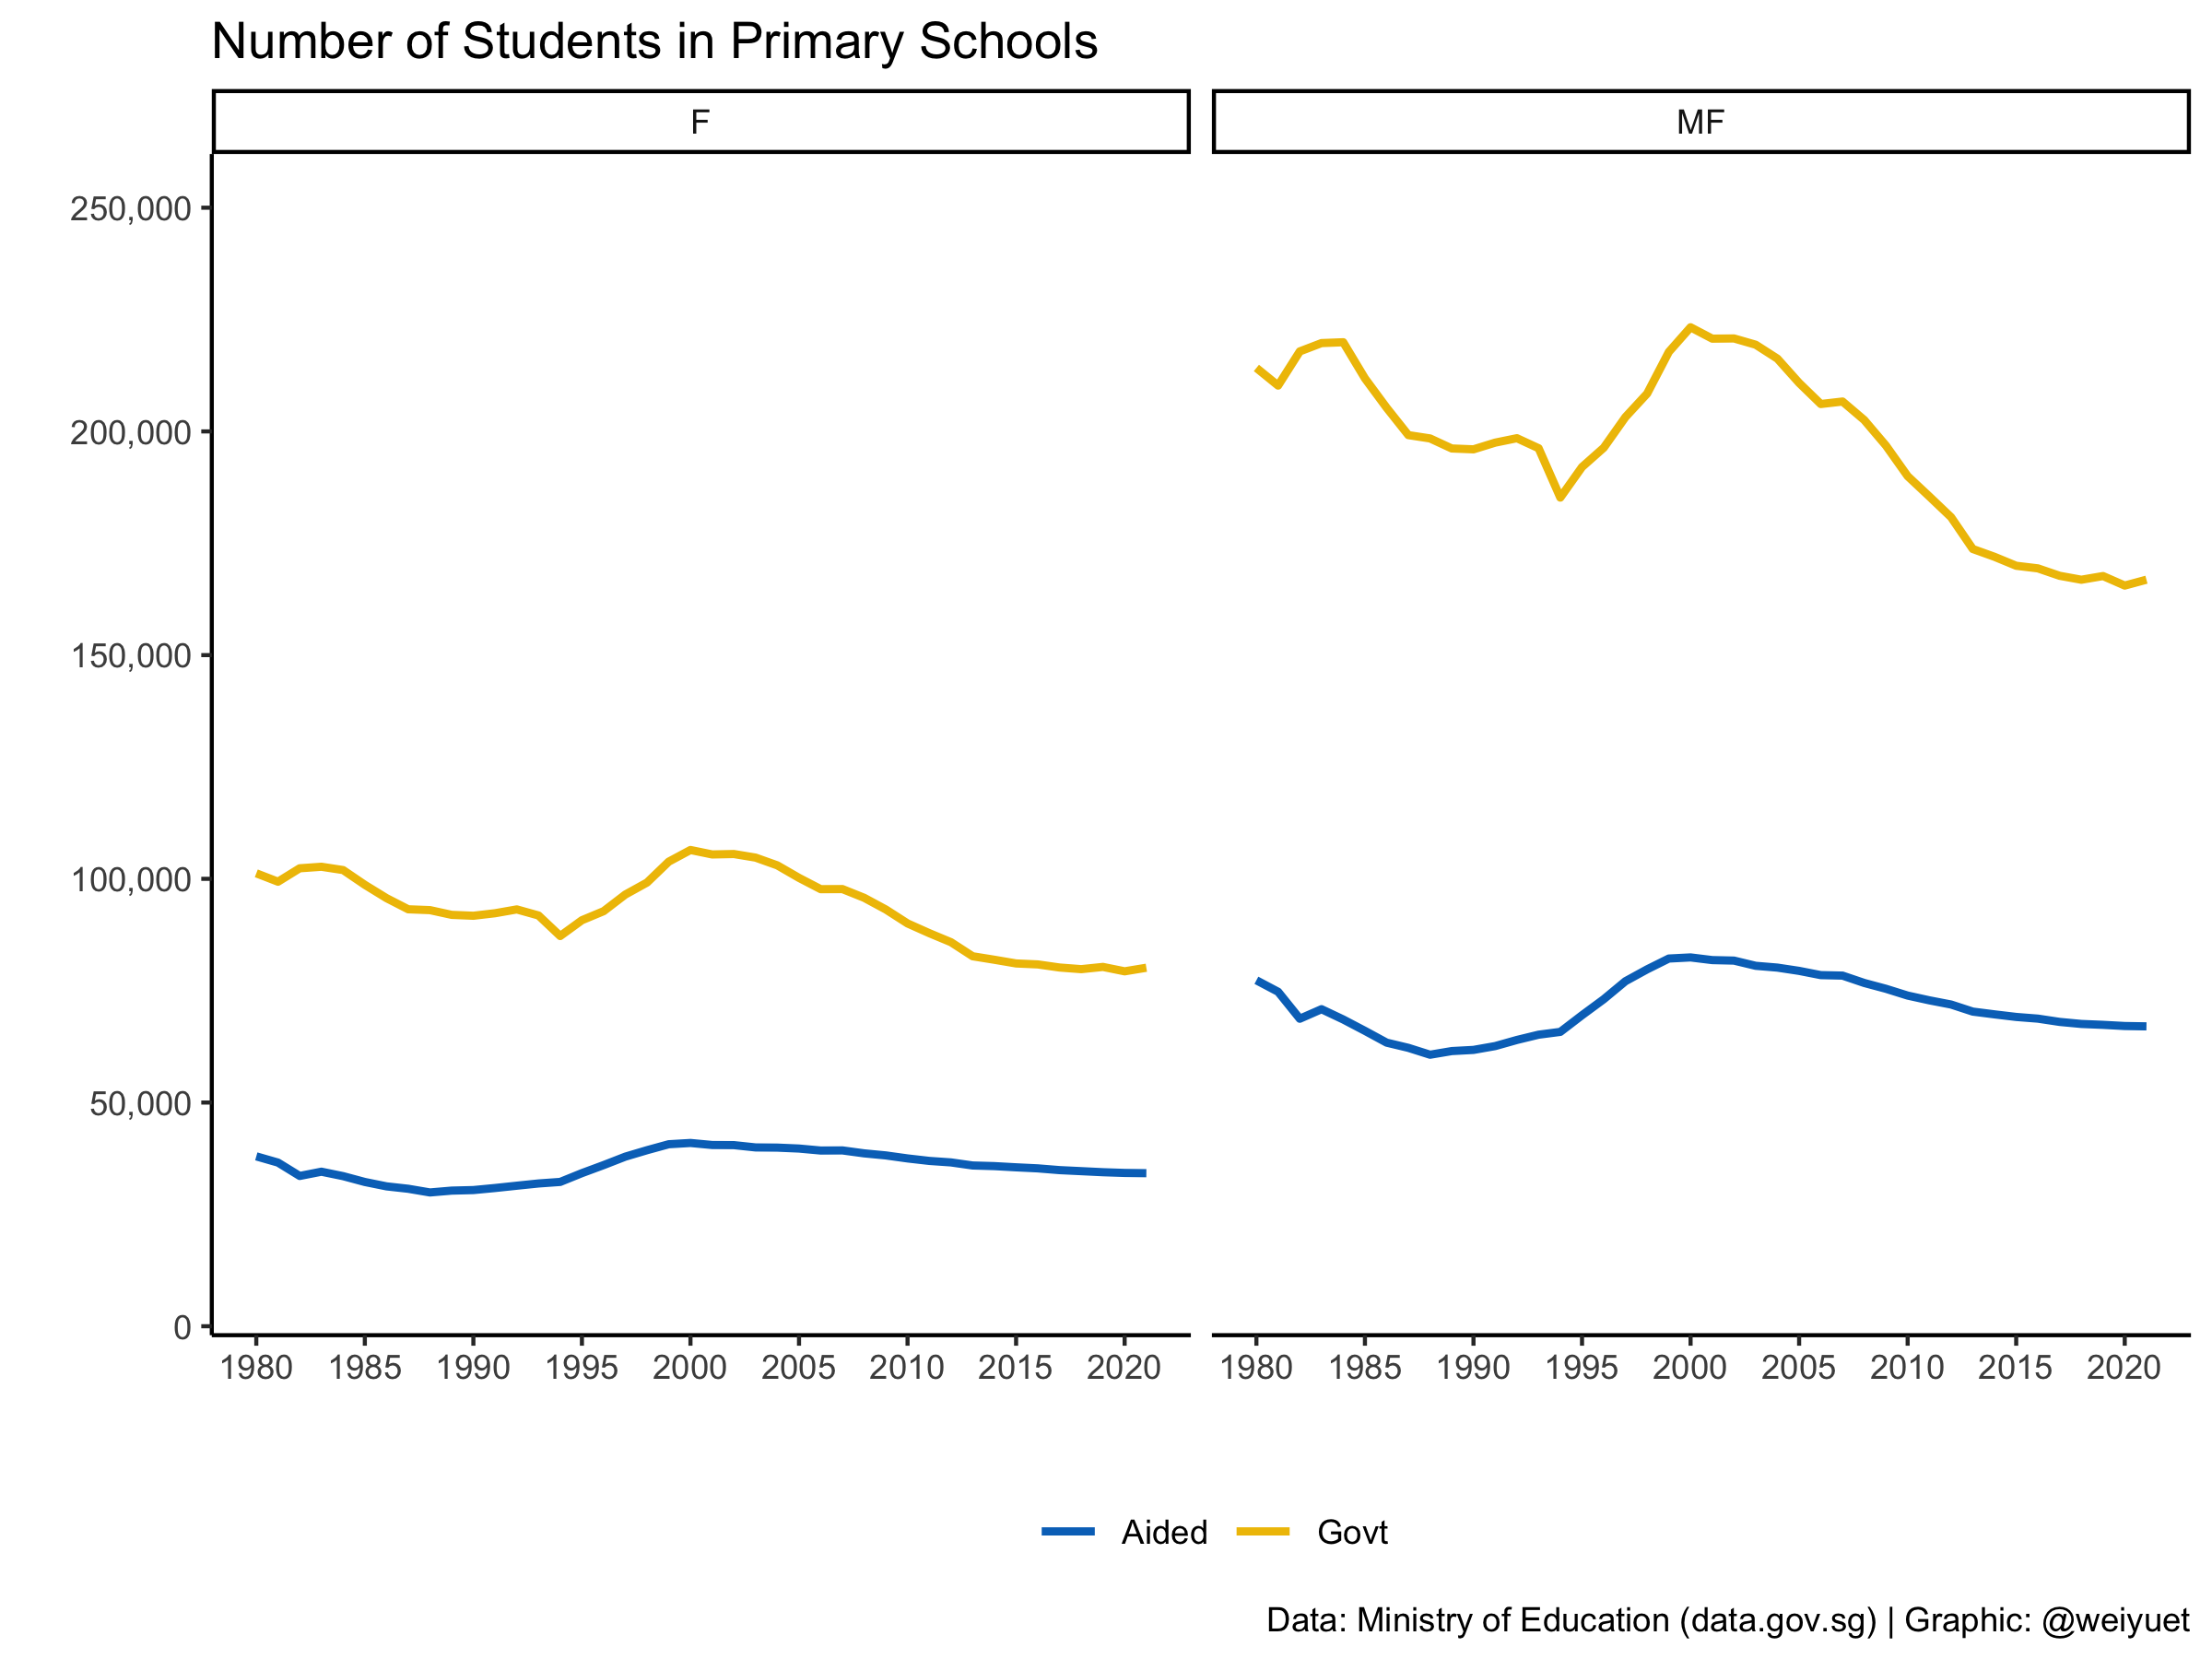 Number of Students in Primary Schools
F
MF
250,000
200,000
150,000
100,000
50,000
0
1980 1985 1990 1995 2000 2005 2010 2015 2020
1980 1985 1990 1995 2000 2005 2010 2015 2020
Aided Govt
Data: Ministry of Education (data.gov.sg) | Graphic: @weiyuet